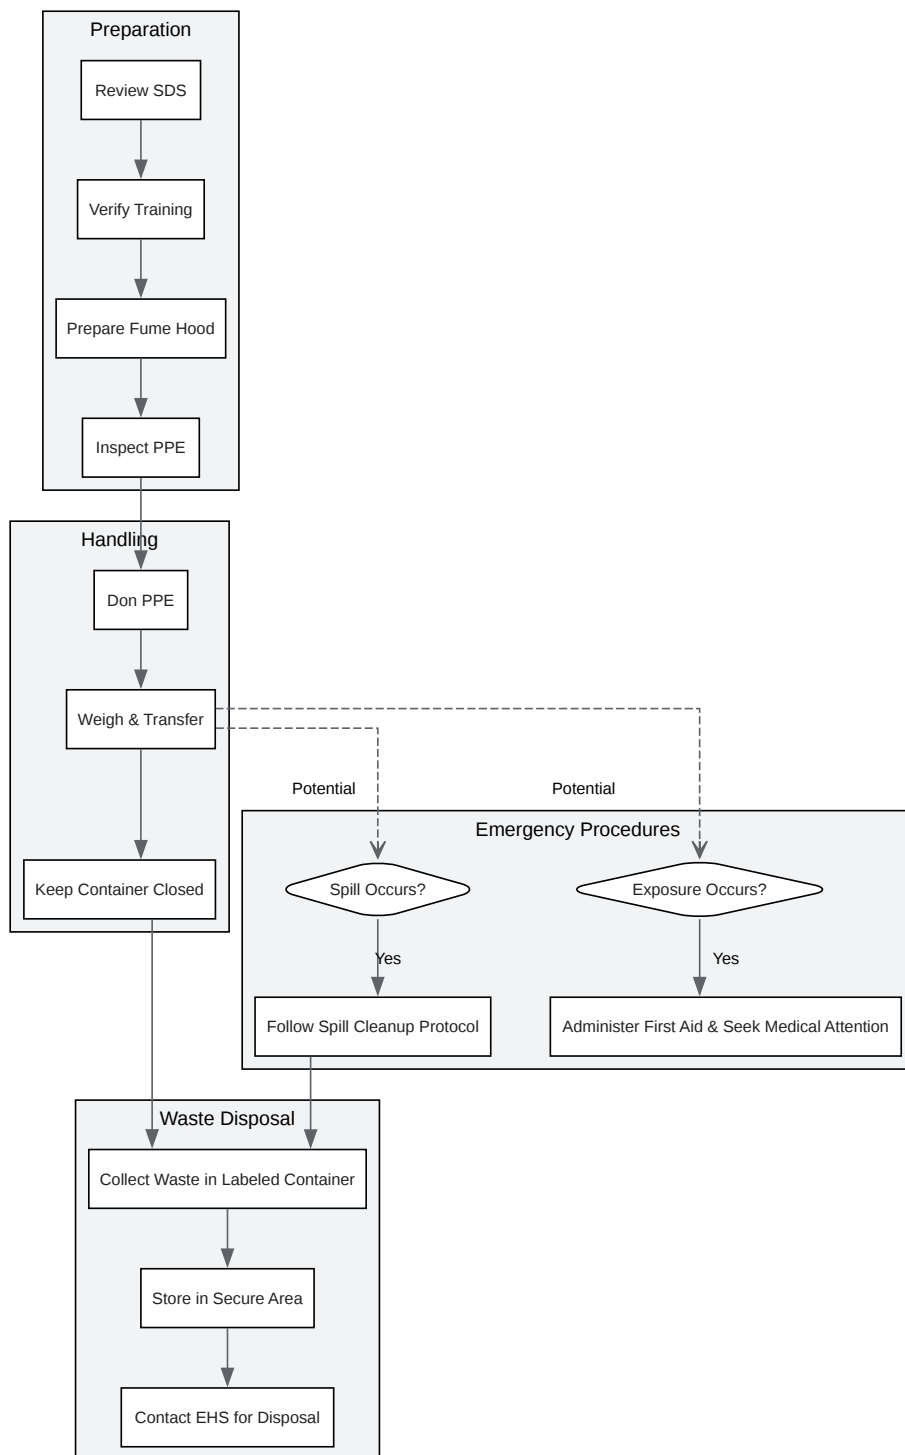 Preparation
Review SDS
Verify Training
Prepare Fume Hood
Inspect PPE
Handling
Don PPE
Weigh & Transfer
Potential
Potential
Emergency Procedures
Keep Container Closed
Spill Occurs?
Exposure Occurs?
Yes
Yes
Follow Spill Cleanup Protocol
Administer First Aid & Seek Medical Attention
Waste Disposal
Collect Waste in Labeled Container
Store in Secure Area
Contact EHS for Disposal